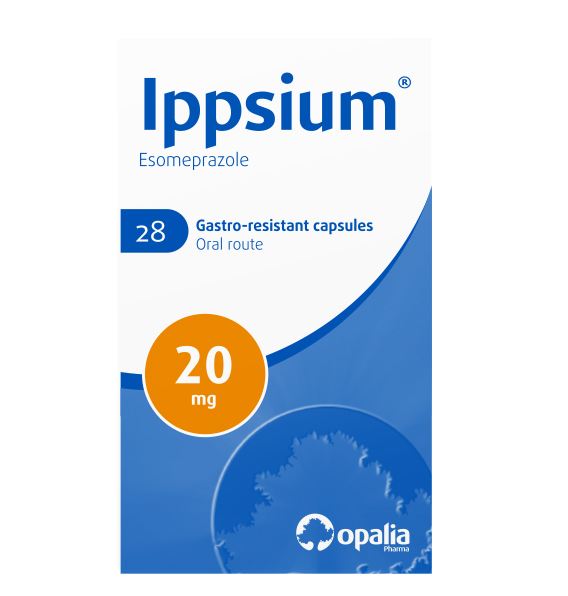 Ippsium®
Esomeprazole
28
Gastro-resistant capsules
Oral route
20
mg
opalia
Pharma